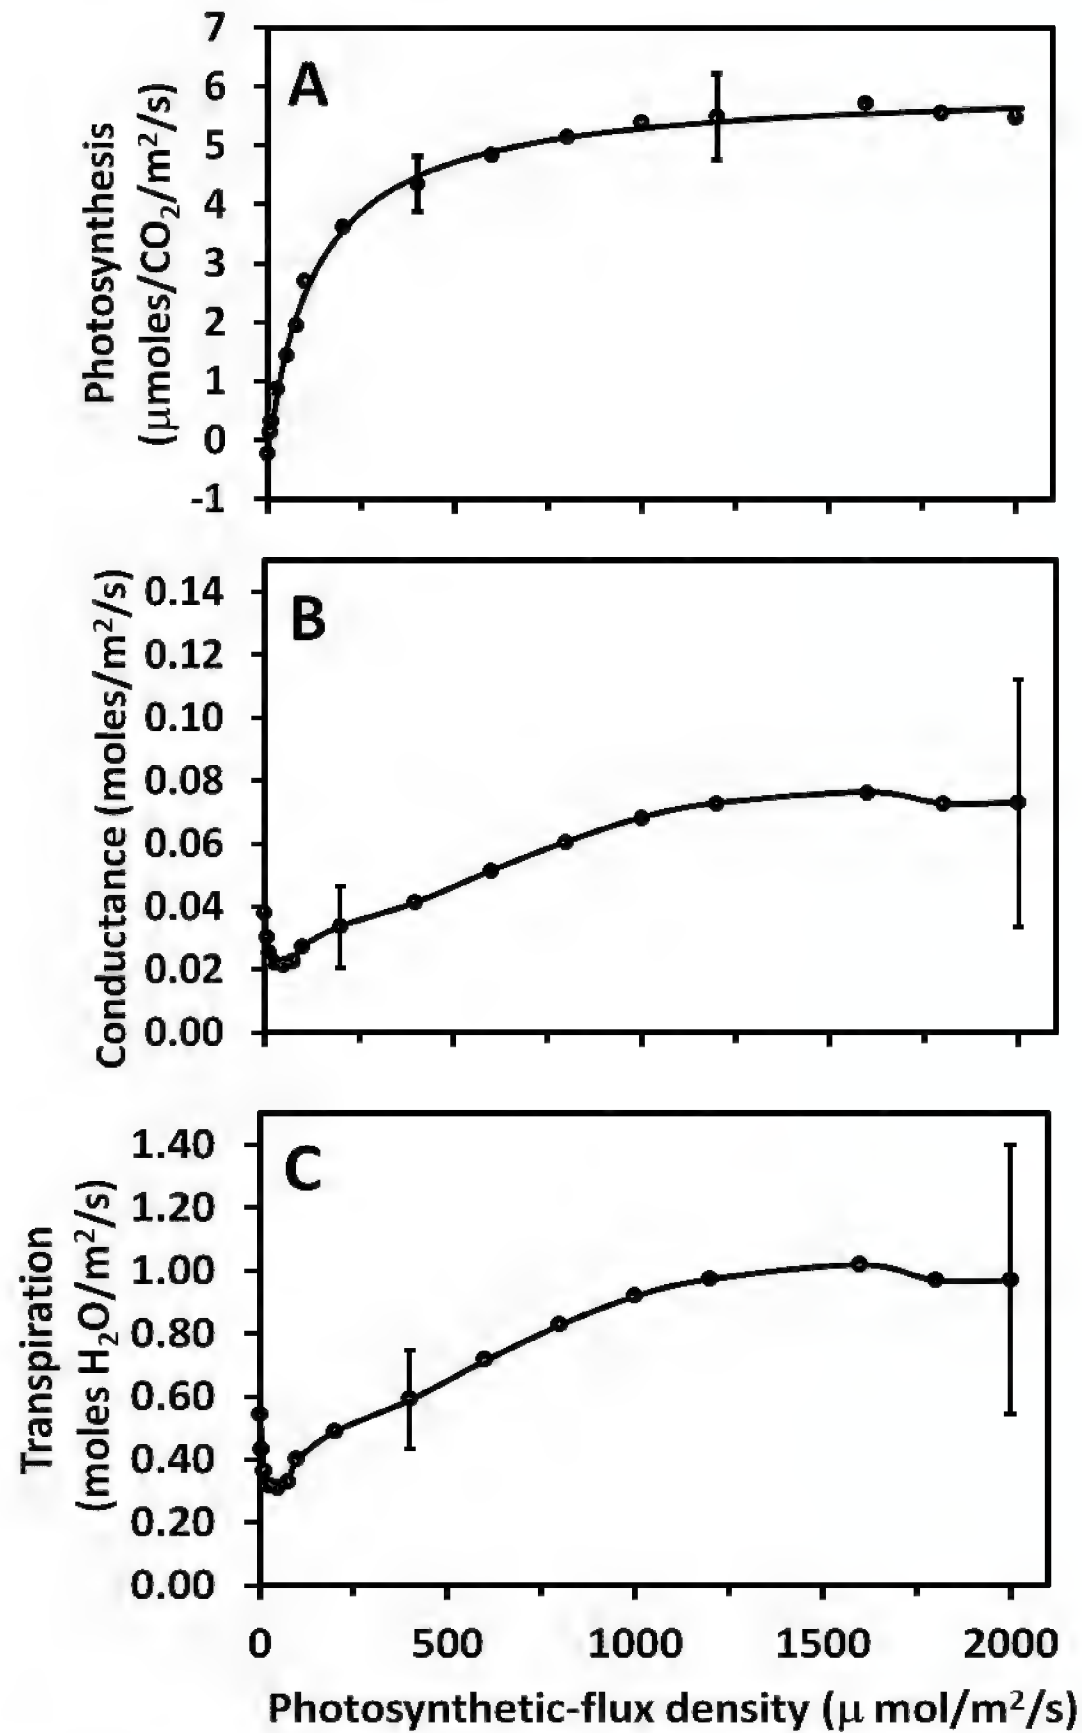 A
Photosynthesis
(μmoles/CO₂/m²/s)
7
6
5
4
3
2
1
0
-1
B
Conductance (moles/m²/s)
0.14
0.12
0.10
0.08
0.06
0.04
0.02
0.00
C
Transpiration
(moles H₂O/m²/s)
1.40
1.20
1.00
0.80
0.60
0.40
0.20
0.00
0 500 1000 1500 2000
Photosynthetic-flux density (μ mol/m²/s)